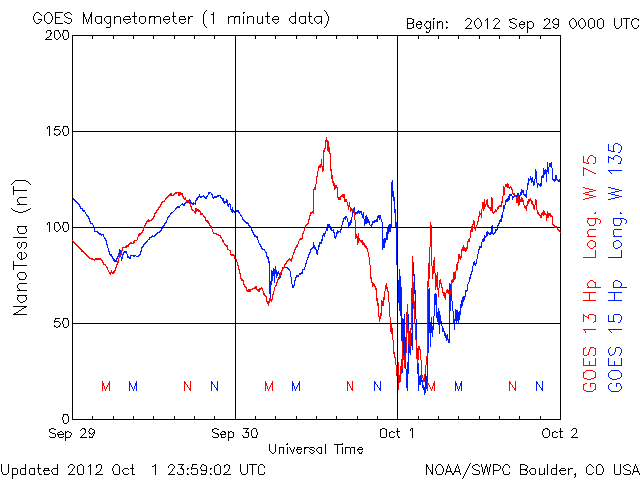 GOES Magnetometer (1 minute data)
Begin: 2012 Sep 29 0000 UTC
200
150
100
50
0
NanoTesla (nT)
M M N N M M N N M M N N
Sep 29 Sep 30 Oct 1 Oct 2
Universal Time
GOES 13 Hp Long. W 75
GOES 15 Hp Long. W 135
Updated 2012 Oct 1 23:59:02 UTC
NOAA/SWPC Boulder, CO USA